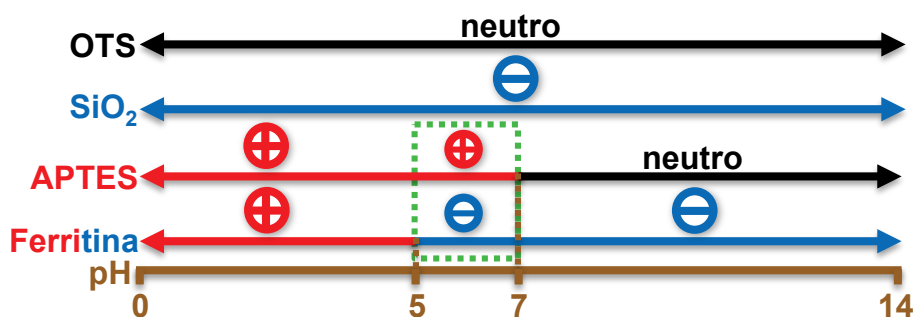 neutro
OTS
SiO₂
APTES
neutro
Ferritina
pH
0 5 7 14